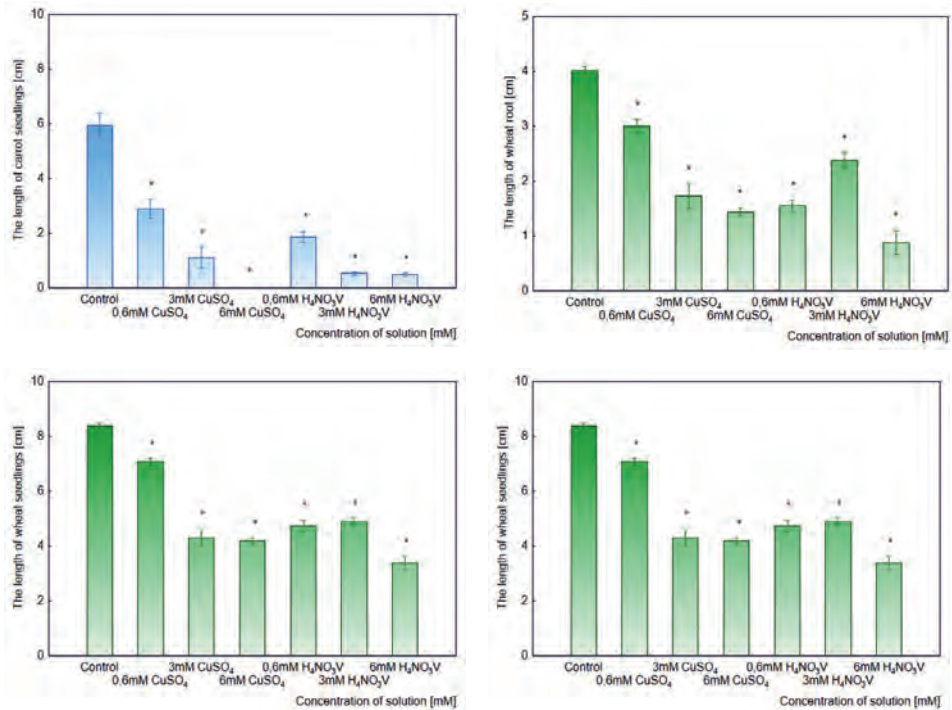 The length of carrot seedlings [cm]
10
8
6
4
2
0
Control 3mM CuSO₄ 0,6mM H₄NO₃V 6mM H₄NO₃V
0,6mM CuSO₄ 6mM CuSO₄ 3mM H₄NO₃V
Concentration of solution [mM]
The length of wheat root [cm]
5
4
3
2
1
0
Control 3mM CuSO₄ 0,6mM H₄NO₃V 6mM H₄NO₃V
0,6mM CuSO₄ 6mM CuSO₄ 3mM H₄NO₃V
Concentration of solution [mM]
The length of wheat seedlings [cm]
10
8
6
4
2
0
Control 3mM CuSO₄ 0,6mM H₄NO₃V 6mM H₄NO₃V
0,6mM CuSO₄ 6mM CuSO₄ 3mM H₄NO₃V
Concentration of solution [mM]
The length of wheat seedlings [cm]
10
8
6
4
2
0
Control 3mM CuSO₄ 0,6mM H₄NO₃V 6mM H₄NO₃V
0,6mM CuSO₄ 6mM CuSO₄ 3mM H₄NO₃V
Concentration of solution [mM]